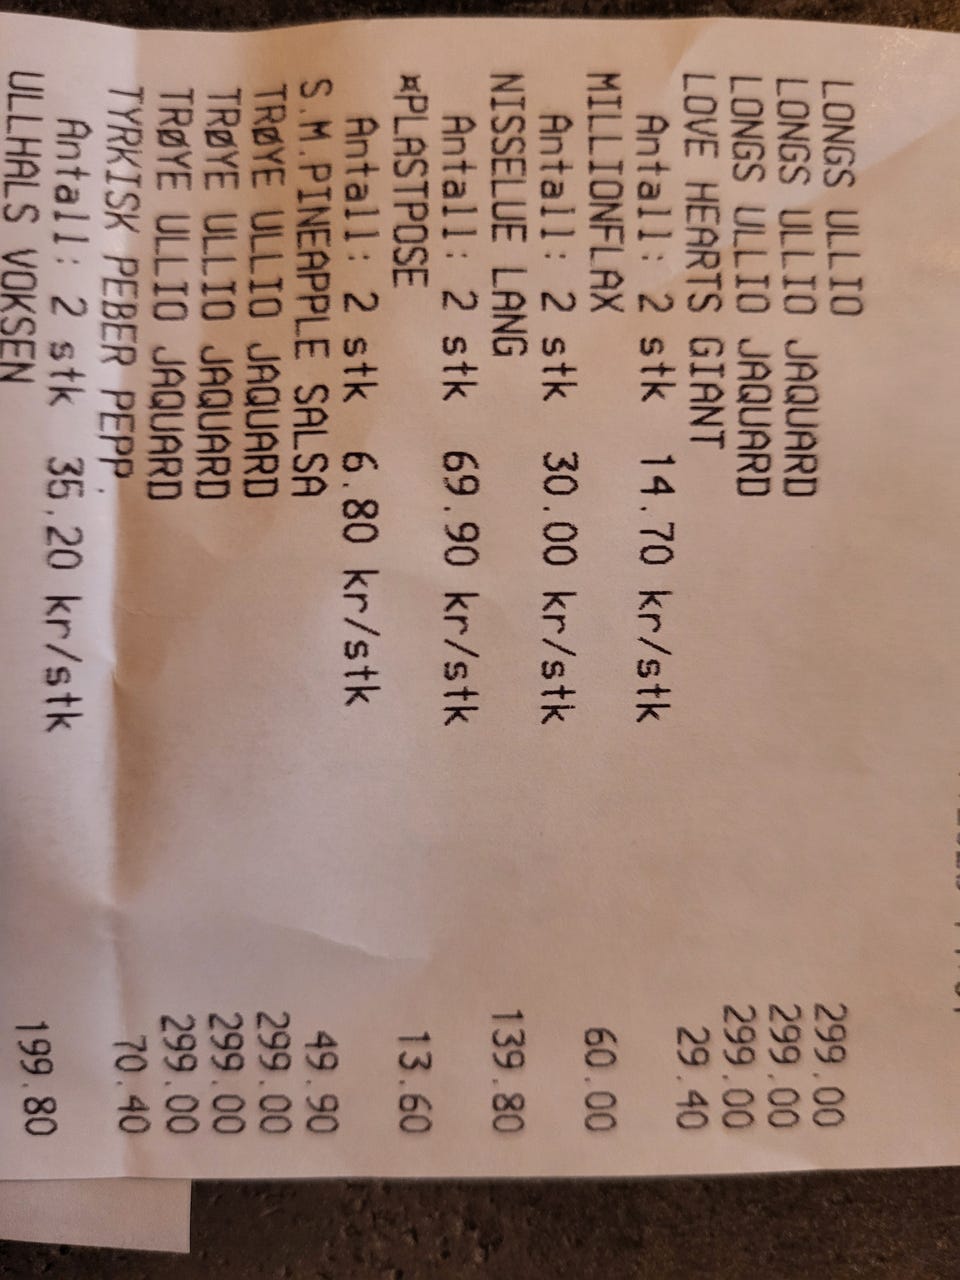 LONGS ULLIO 299.00
LONGS ULLIO JAQUARD 299.00
LONGS ULLIO JAQUARD 299.00
LOVE HEARTS GIANT 29.40
Antall: 2 stk 14.70 kr/stk
MILLIONFLAX 60.00
Antall: 2 stk 30.00 kr/stk
NISSELUE LANG 139.80
Antall: 2 stk 69.90 kr/stk
¤PLASTPOSE 13.60
Antall: 2 stk 6.80 kr/stk
S.M.PINEAPPLE SALSA 49.90
TRØYE ULLIO JAQUARD 299.00
TRØYE ULLIO JAQUARD 299.00
TRØYE ULLIO JAQUARD 299.00
TYRKISK PEBER PEPP. 70.40
Antall: 2 stk 35.20 kr/stk
ULLHALS VOKSEN 199.80